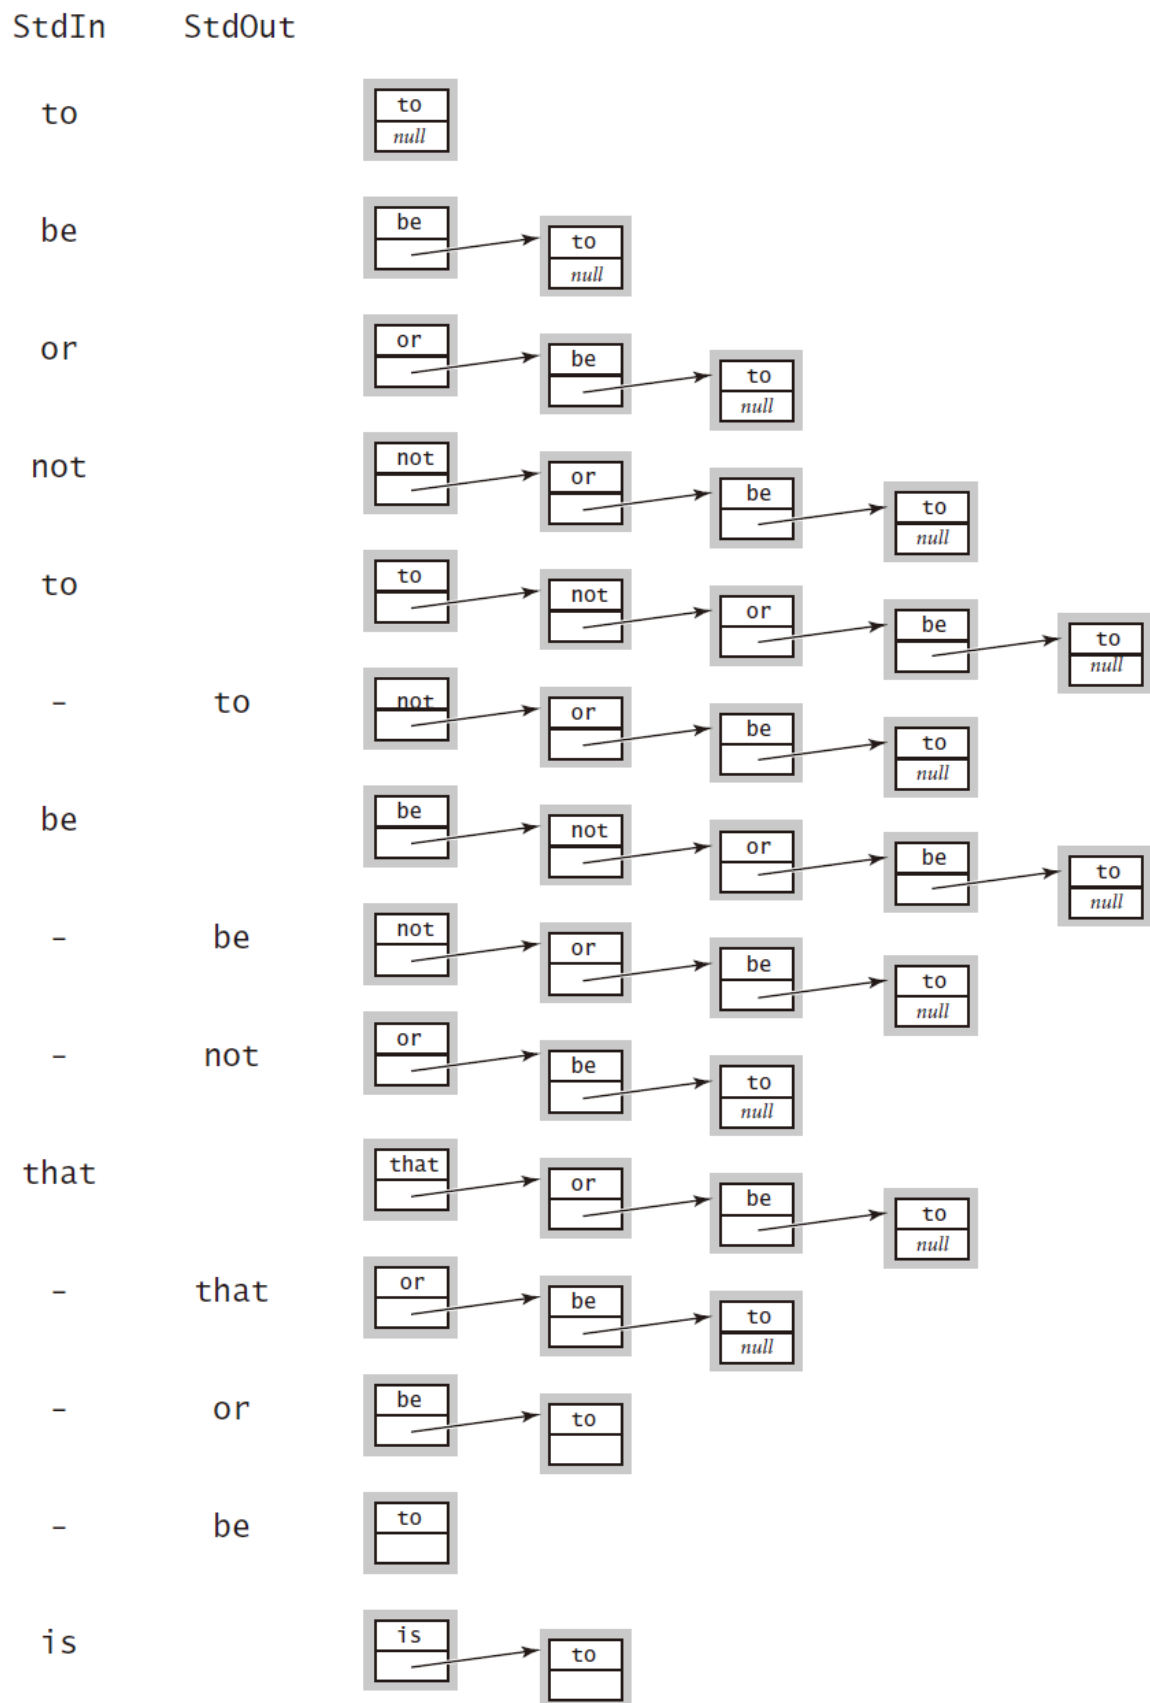 StdIn StdOut
to
to
null
be
be to
null
or
or be to
null
not
not or be to
null
to
to not or be to
null
- to
not or be to
null
be
be not or be to
null
- be
not or be to
null
- not
or be to
null
that
that or be to
null
- that
or be to
null
- or
be to
- be
to
is
is to